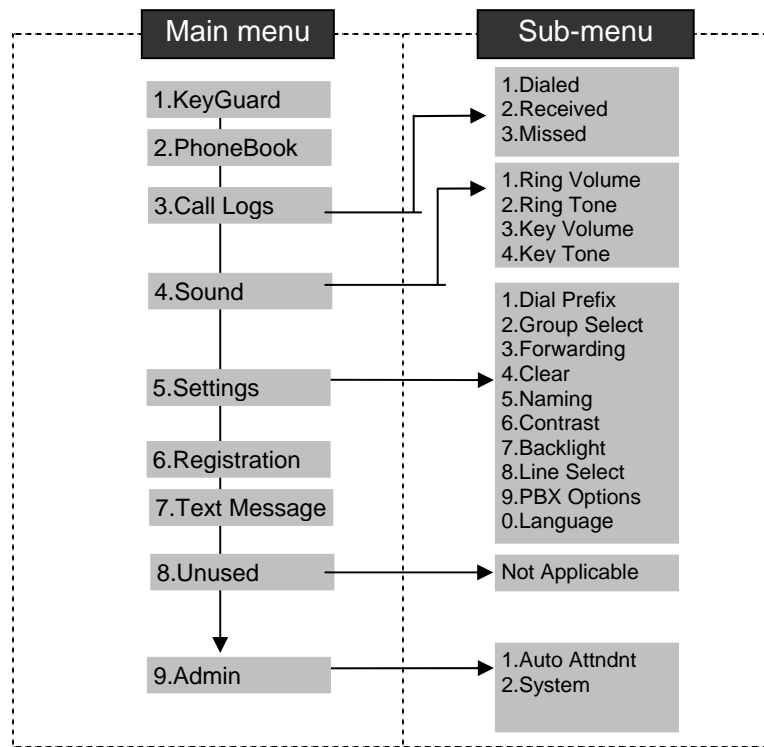 Main menu
Sub-menu
1.KeyGuard
2.PhoneBook
3.Call Logs
4.Sound
5.Settings
6.Registration
7.Text Message
8.Unused
9.Admin
1.Dialed
2.Received
3.Missed
1.Ring Volume
2.Ring Tone
3.Key Volume
4.Key Tone
1.Dial Prefix
2.Group Select
3.Forwarding
4.Clear
5.Naming
6.Contrast
7.Backlight
8.Line Select
9.PBX Options
0.Language
Not Applicable
1.Auto Attndnt
2.System